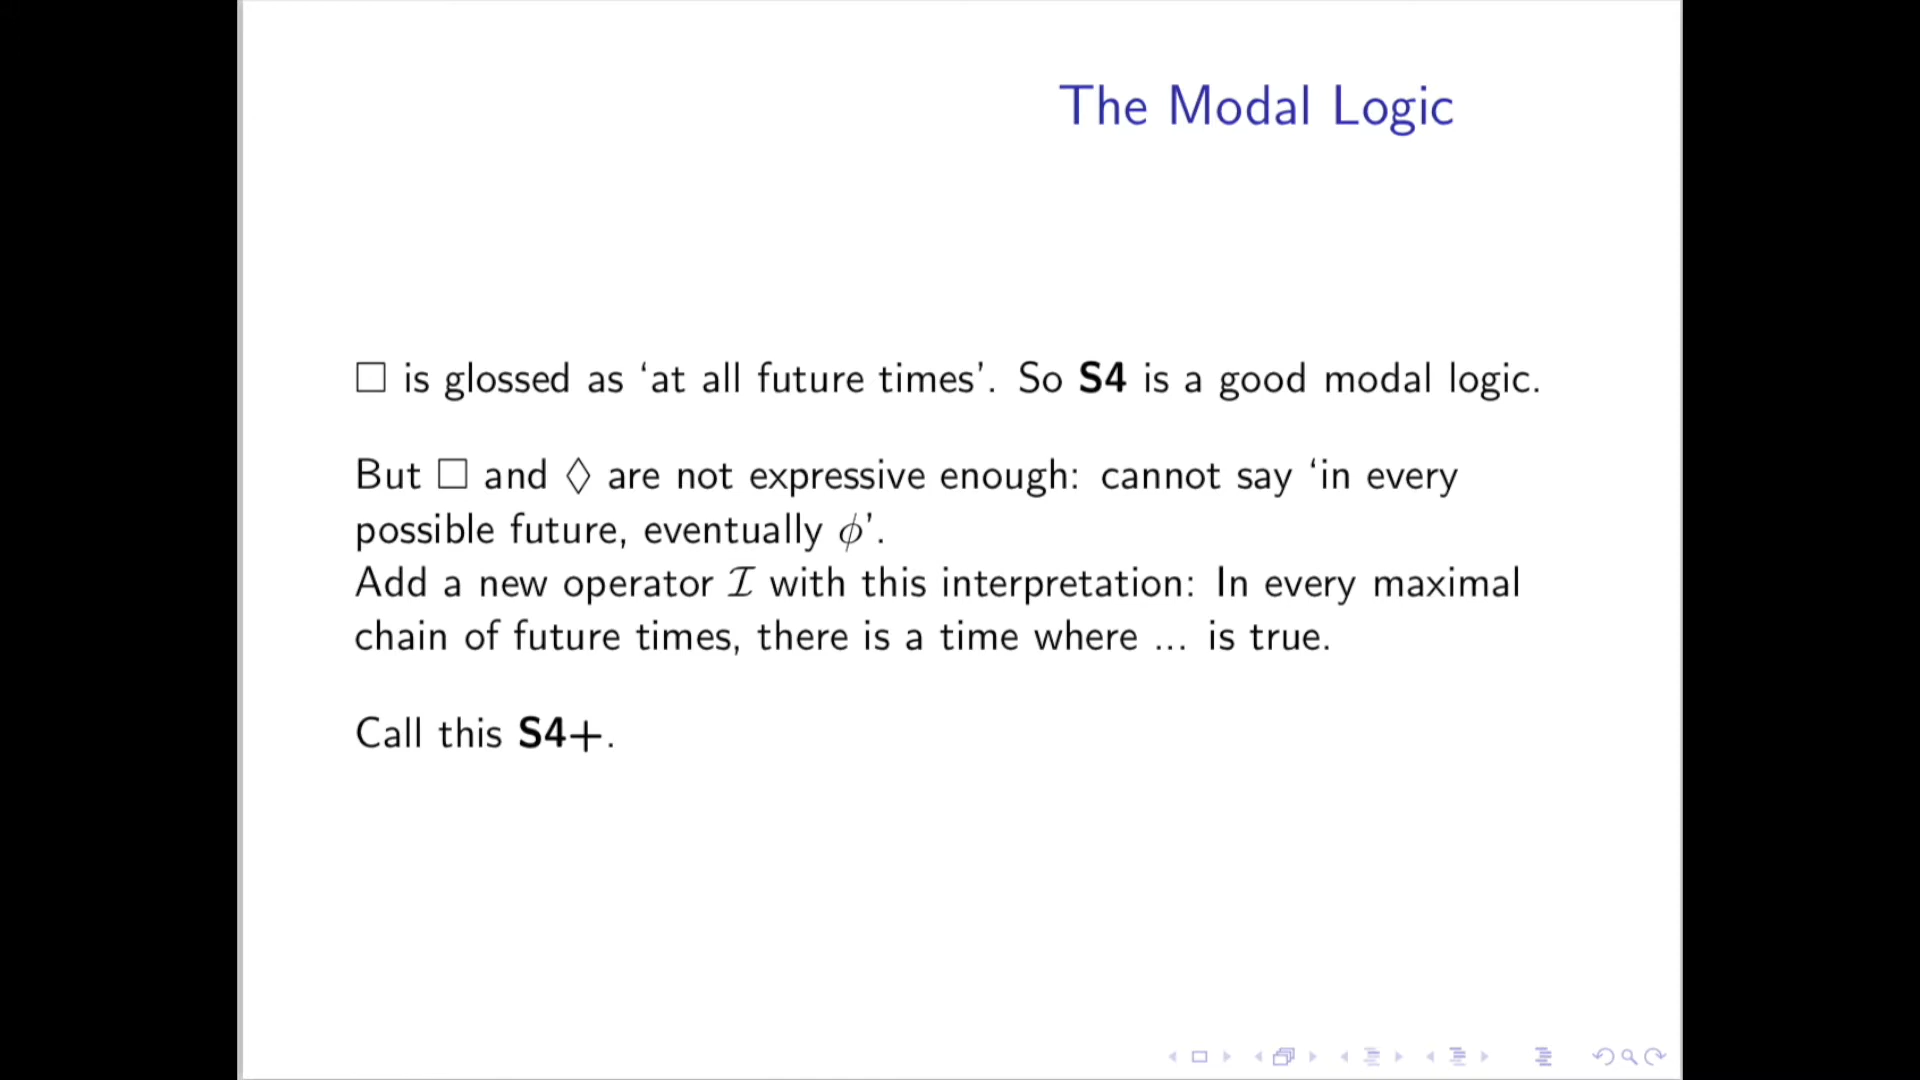 The Modal Logic
□ is glossed as ‘at all future times’. So S4 is a good modal logic.
But □ and ◇ are not expressive enough: cannot say ‘in every
possible future, eventually ϕ’.
Add a new operator ℐ with this interpretation: In every maximal
chain of future times, there is a time where ... is true.
Call this S4+.